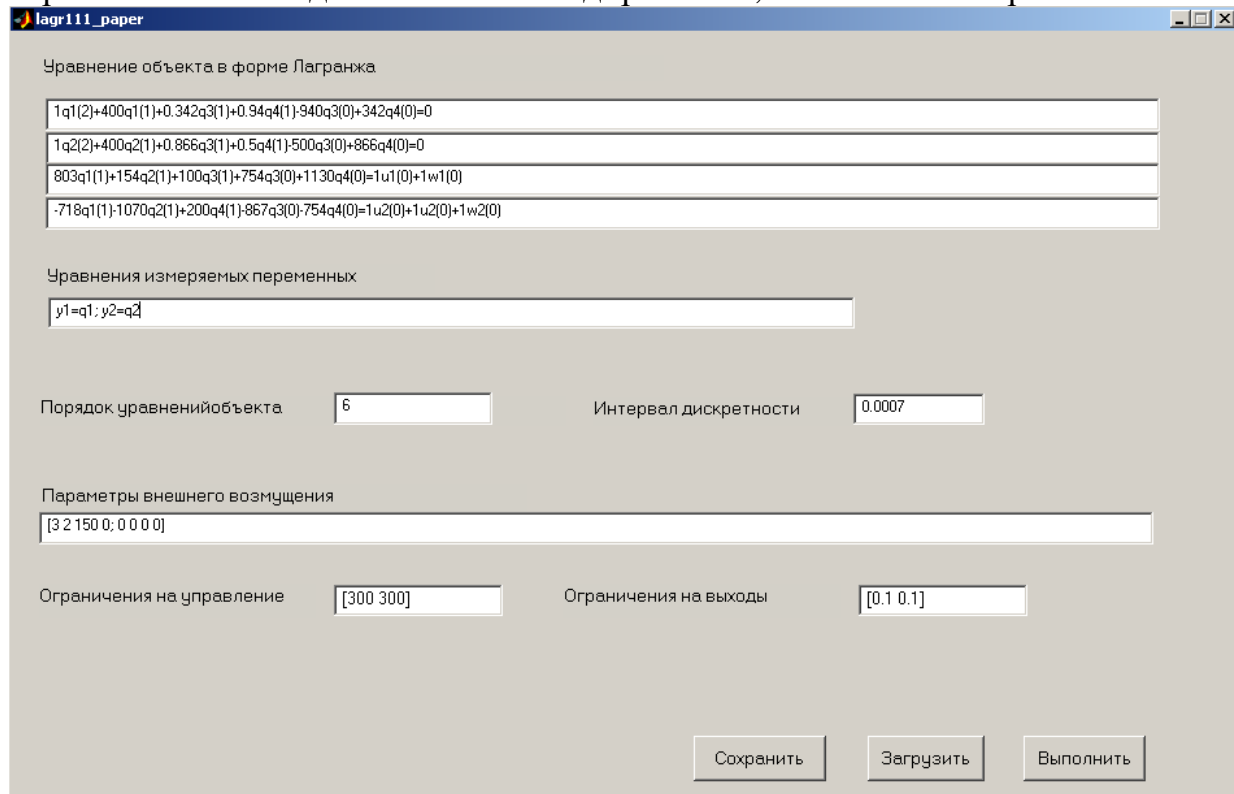 lagr111_paper
Уравнение объекта в форме Лагранжа
1q1(2)+400q1(1)+0.342q3(1)+0.94q4(1)-940q3(0)+342q4(0)=0
1q2(2)+400q2(1)+0.866q3(1)+0.5q4(1)-500q3(0)+866q4(0)=0
803q1(1)+154q2(1)+100q3(1)+754q3(0)+1130q4(0)=1u1(0)+1w1(0)
-718q1(1)-1070q2(1)+200q4(1)-867q3(0)-754q4(0)=1u2(0)+1u2(0)+1w2(0)
Уравнения измеряемых переменных
y1=q1; y2=q2
Порядок уравненийобъекта 6 Интервал дискретности 0.0007
Параметры внешнего возмущения
[3 2 150 0; 0 0 0 0]
Ограничения на управление [300 300] Ограничения на выходы [0.1 0.1]
Сохранить Загрузить Выполнить